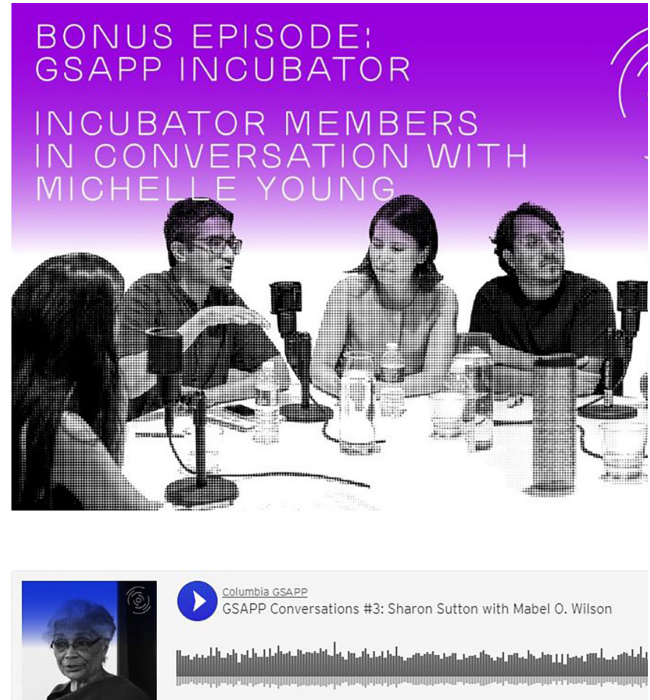 BONUS EPISODE:
GSAPP INCUBATOR
INCUBATOR MEMBERS
IN CONVERSATION WITH
MICHELLE YOUNG
Columbia GSAPP
GSAPP Conversations #3: Sharon Sutton with Mabel O. Wilson